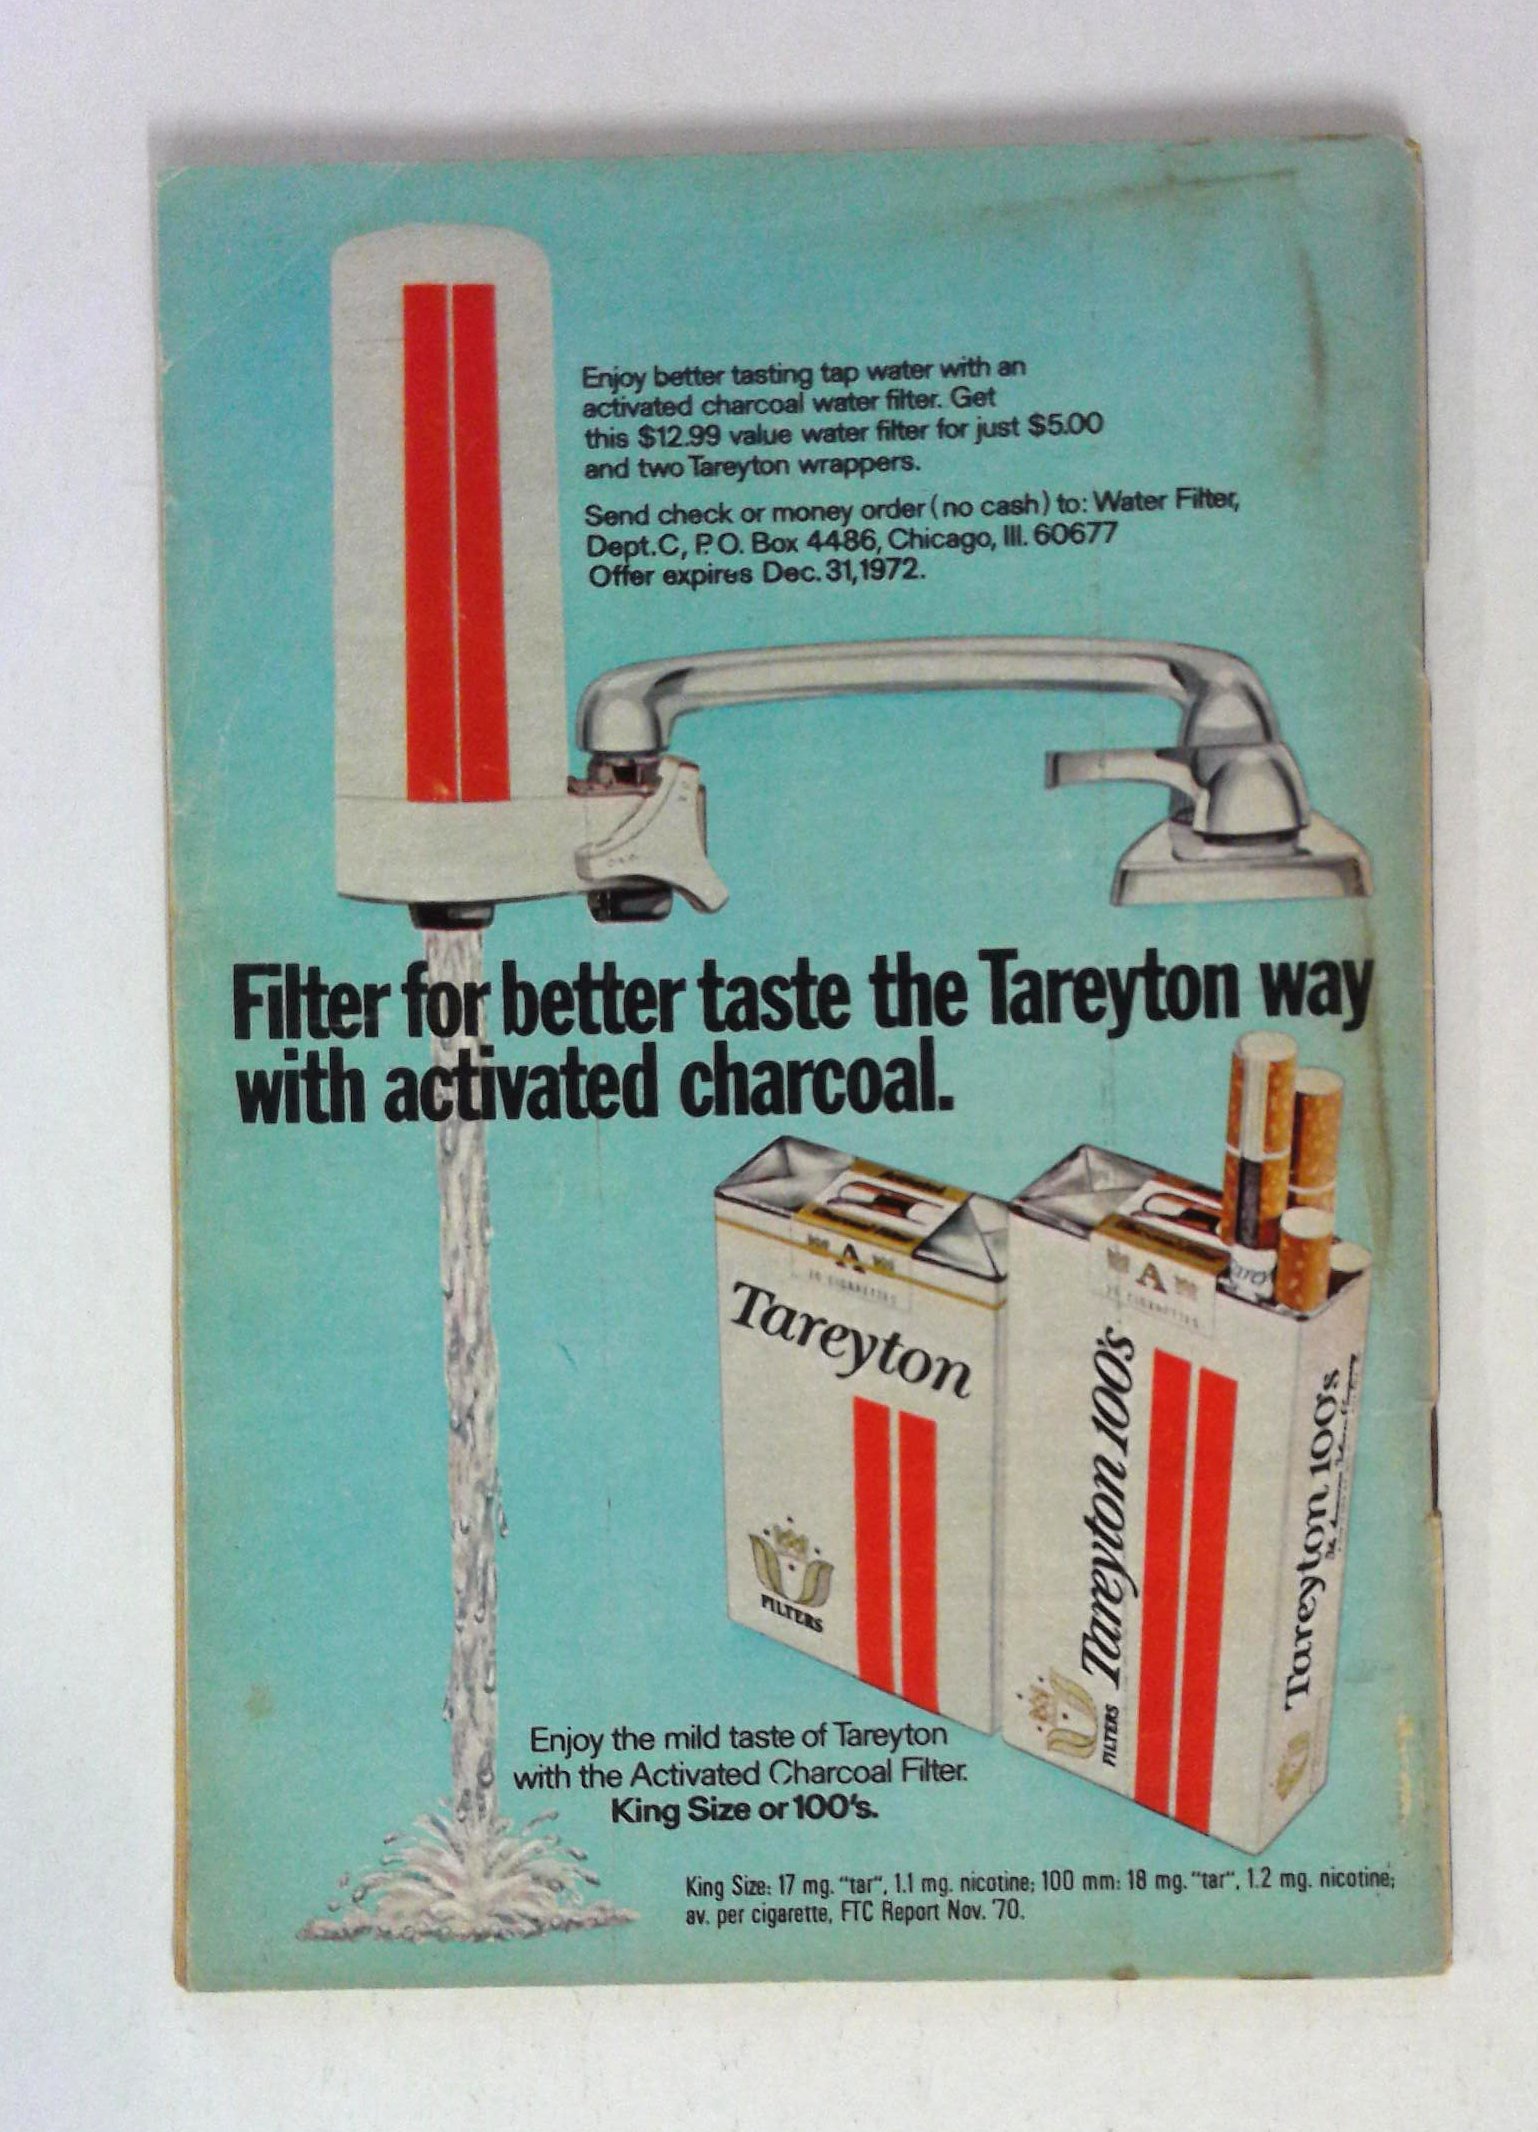 Enjoy better tasting tap water with an
activated charcoal water filter. Get
this $12.99 value water filter for just $5.00
and two Tareyton wrappers.
Send check or money order (no cash) to: Water Filter,
Dept.C, P.O. Box 4486, Chicago, Ill. 60677
Offer expires Dec. 31,1972.
Filter for better taste the Tareyton way
with activated charcoal.
A
20 CIGARETTES
Tareyton
FILTERS
A
20 CIGARETTES
Tareyton 100's
FILTERS
Tareyton 100's
Enjoy the mild taste of Tareyton
with the Activated Charcoal Filter.
King Size or 100's.
King Size: 17 mg. "tar", 1.1 mg. nicotine; 100 mm: 18 mg. "tar", 1.2 mg. nicotine;
av. per cigarette, FTC Report Nov. '70.